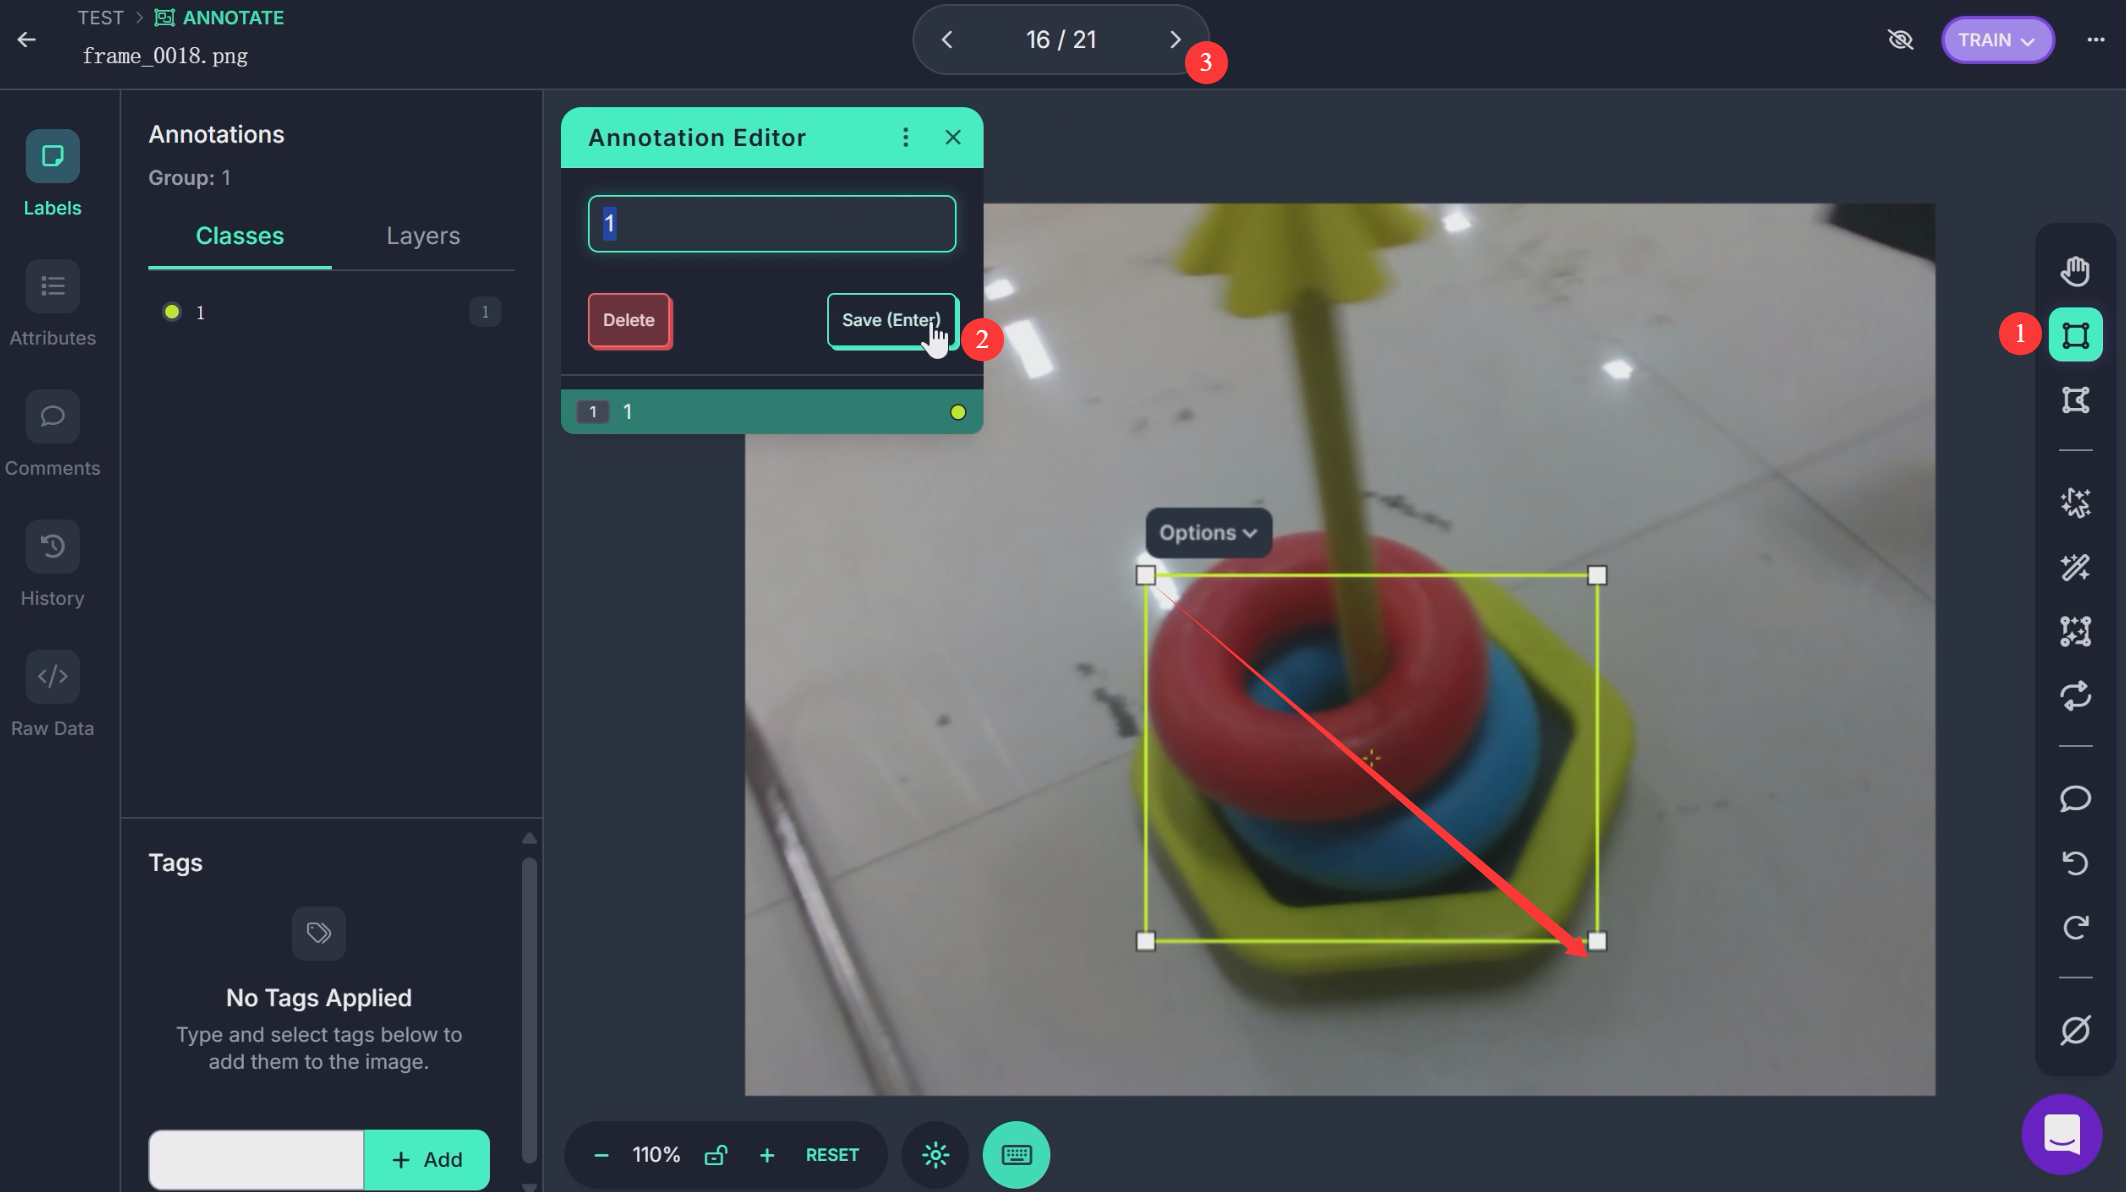 TEST > ANNOTATE
frame_0018.png
16 / 21
3
TRAIN
Labels
Attributes
Comments
History
Raw Data
Annotations
Group: 1
Classes
Layers
1
1
Tags
No Tags Applied
Type and select tags below to
add them to the image.
+ Add
Annotation Editor
1
Delete
Save (Enter)
2
1
1
Options
1
110%
RESET